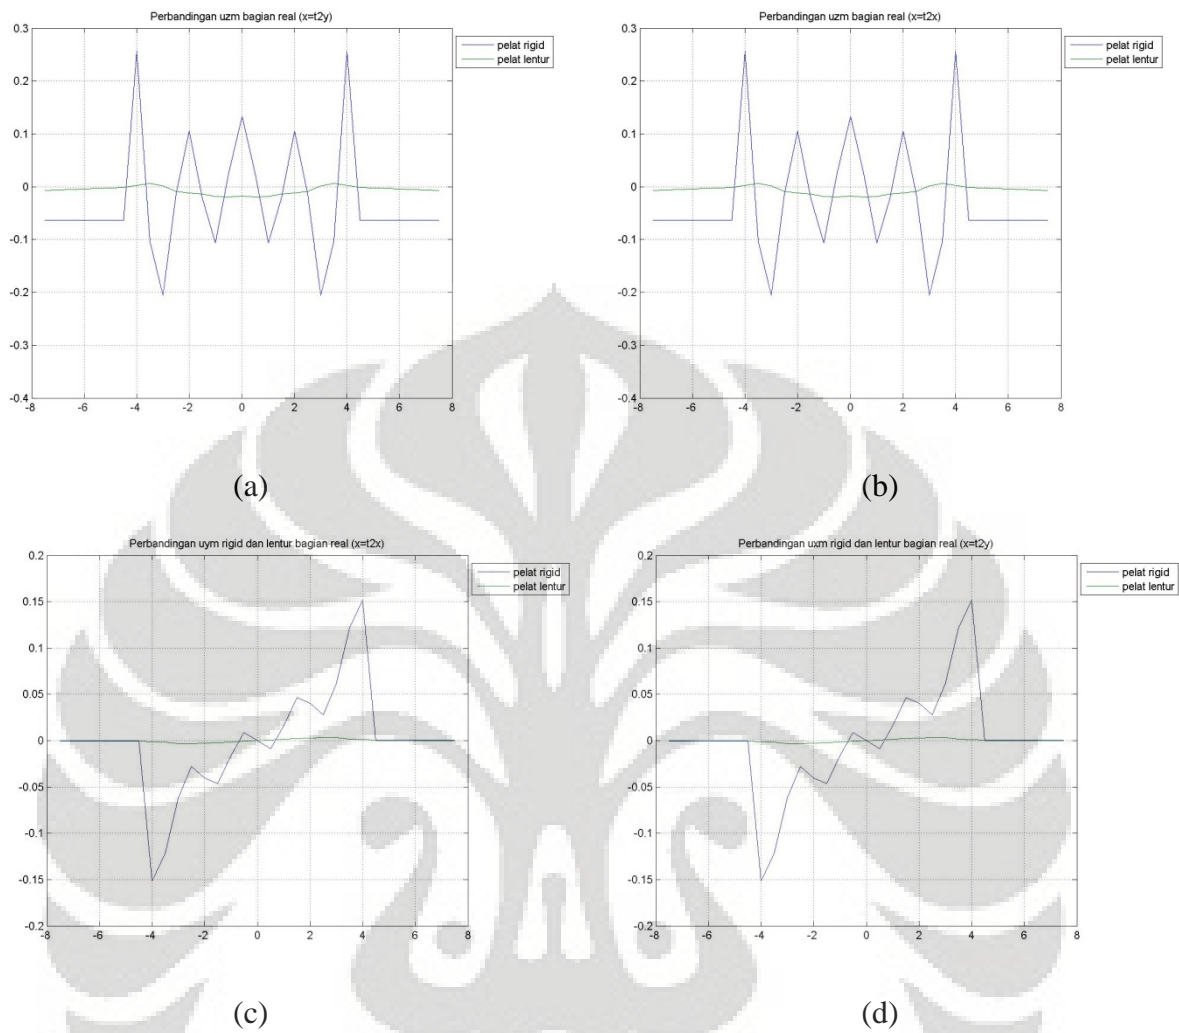 Perbandingan uzm bagian real (x=t2y)
0.3
0.2
0.1
0
-0.1
-0.2
-0.3
-0.4
-8 -6 -4 -2 0 2 4 6 8
pelat rigid
pelat lentur
(a)
Perbandingan uzm bagian real (x=t2x)
0.3
0.2
0.1
0
-0.1
-0.2
-0.3
-0.4
-8 -6 -4 -2 0 2 4 6 8
pelat rigid
pelat lentur
(b)
Perbandingan uym rigid dan lentur bagian real (x=t2x)
0.2
0.15
0.1
0.05
0
-0.05
-0.1
-0.15
-0.2
-8 -6 -4 -2 0 2 4 6 8
pelat rigid
pelat lentur
(c)
Perbandingan uxm rigid dan lentur bagian real (x=t2y)
0.2
0.15
0.1
0.05
0
-0.05
-0.1
-0.15
-0.2
-8 -6 -4 -2 0 2 4 6 8
pelat rigid
pelat lentur
(d)